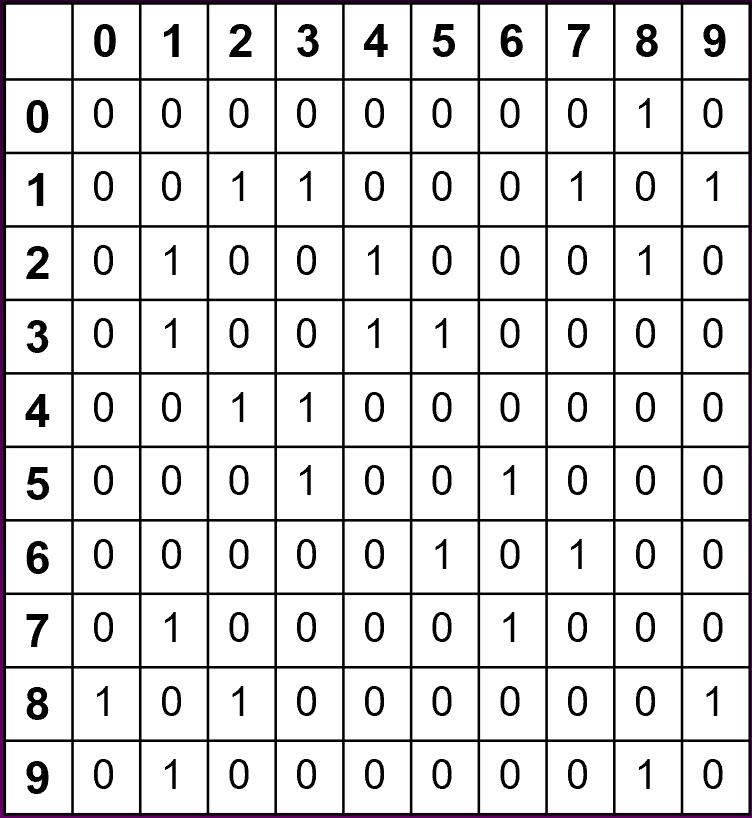 0 1 2 3 4 5 6 7 8 9
0 0 0 0 0 0 0 0 0 1 0
1 0 0 1 1 0 0 0 1 0 1
2 0 1 0 0 1 0 0 0 1 0
3 0 1 0 0 1 1 0 0 0 0
4 0 0 1 1 0 0 0 0 0 0
5 0 0 0 1 0 0 1 0 0 0
6 0 0 0 0 0 1 0 1 0 0
7 0 1 0 0 0 0 1 0 0 0
8 1 0 1 0 0 0 0 0 0 1
9 0 1 0 0 0 0 0 0 1 0